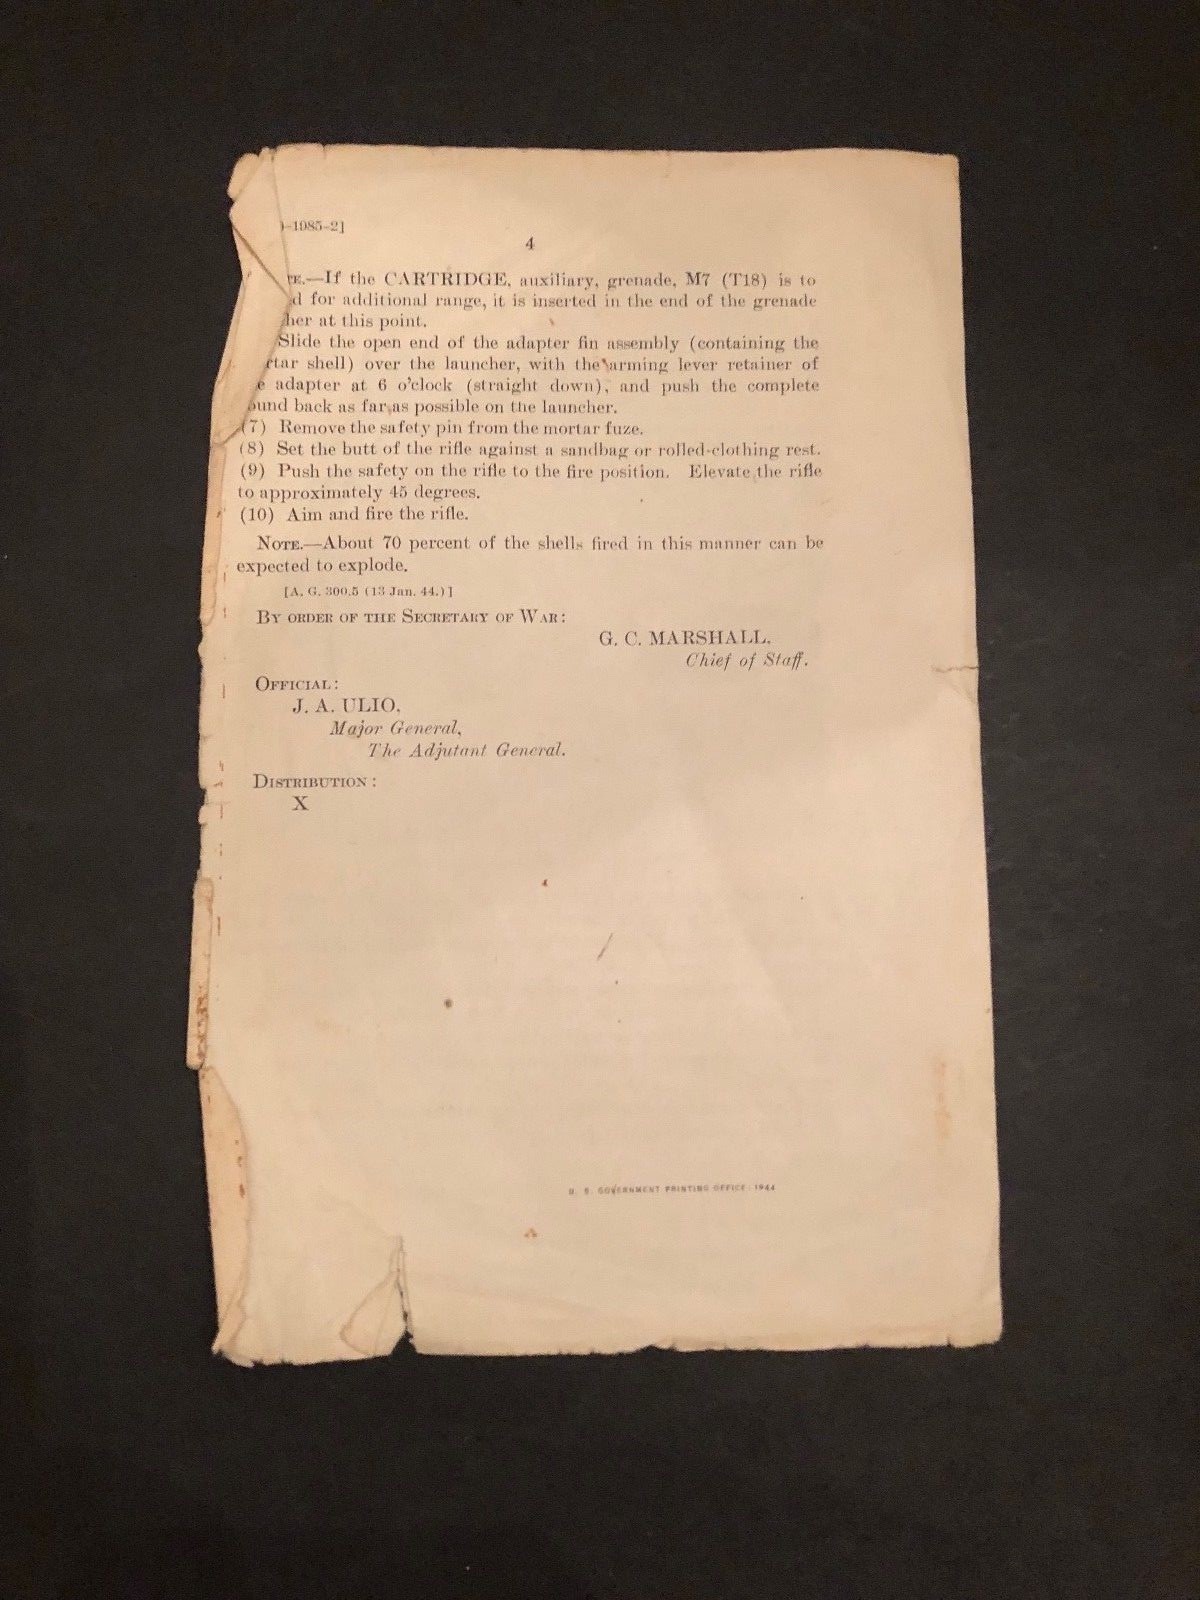 –1985–2]
4
TE.—If the CARTRIDGE, auxiliary, grenade, M7 (T18) is to
d for additional range, it is inserted in the end of the grenade
her at this point.
Slide the open end of the adapter fin assembly (containing the
tar shell) over the launcher, with the arming lever retainer of
e adapter at 6 o'clock (straight down), and push the complete
ound back as far as possible on the launcher.
(7) Remove the safety pin from the mortar fuze.
(8) Set the butt of the rifle against a sandbag or rolled-clothing rest.
(9) Push the safety on the rifle to the fire position. Elevate the rifle
to approximately 45 degrees.
(10) Aim and fire the rifle.
NOTE.—About 70 percent of the shells fired in this manner can be
expected to explode.
[A. G. 300.5 (13 Jan. 44.)]
BY ORDER OF THE SECRETARY OF WAR:
G. C. MARSHALL,
Chief of Staff.
OFFICIAL:
J. A. ULIO,
Major General,
The Adjutant General.
DISTRIBUTION:
X
U. S. GOVERNMENT PRINTING OFFICE: 1944